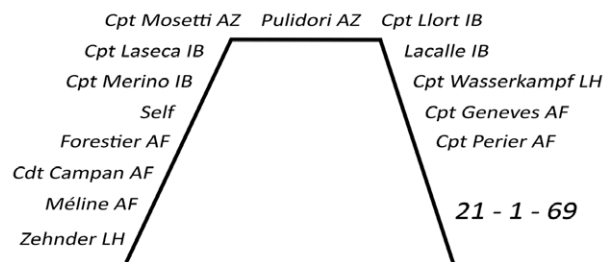 Cpt Mosetti AZ Pulidori AZ Cpt Llort IB
Cpt Laseca IB
Lacalle IB
Cpt Merino IB
Cpt Wasserkampf LH
Self
Cpt Geneves AF
Forestier AF
Cpt Perier AF
Cdt Campan AF
Méline AF
21 - 1 - 69
Zehnder LH